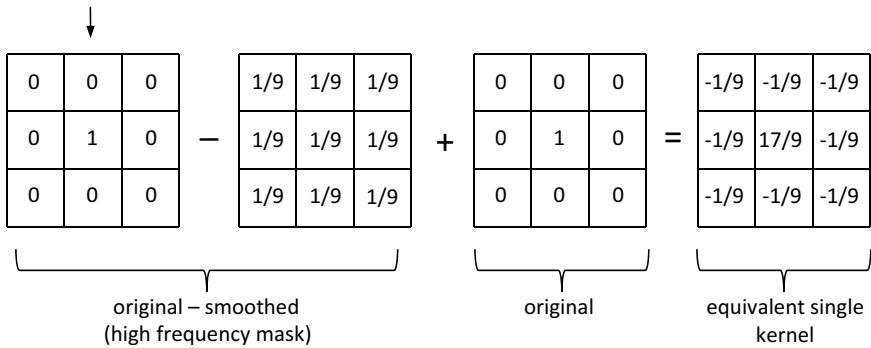 0 0 0 1/9 1/9 1/9 0 0 0 -1/9 -1/9 -1/9
0 1 0 – 1/9 1/9 1/9 + 0 1 0 = -1/9 17/9 -1/9
0 0 0 1/9 1/9 1/9 0 0 0 -1/9 -1/9 -1/9
original – smoothed
(high frequency mask)
original
equivalent single
kernel